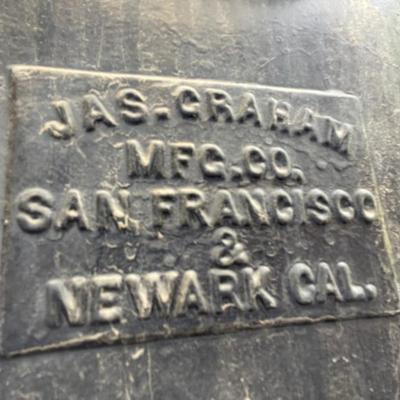 JAS. GRAHAM
MFG. CO.
SAN FRANCISCO
&
NEWARK CAL.